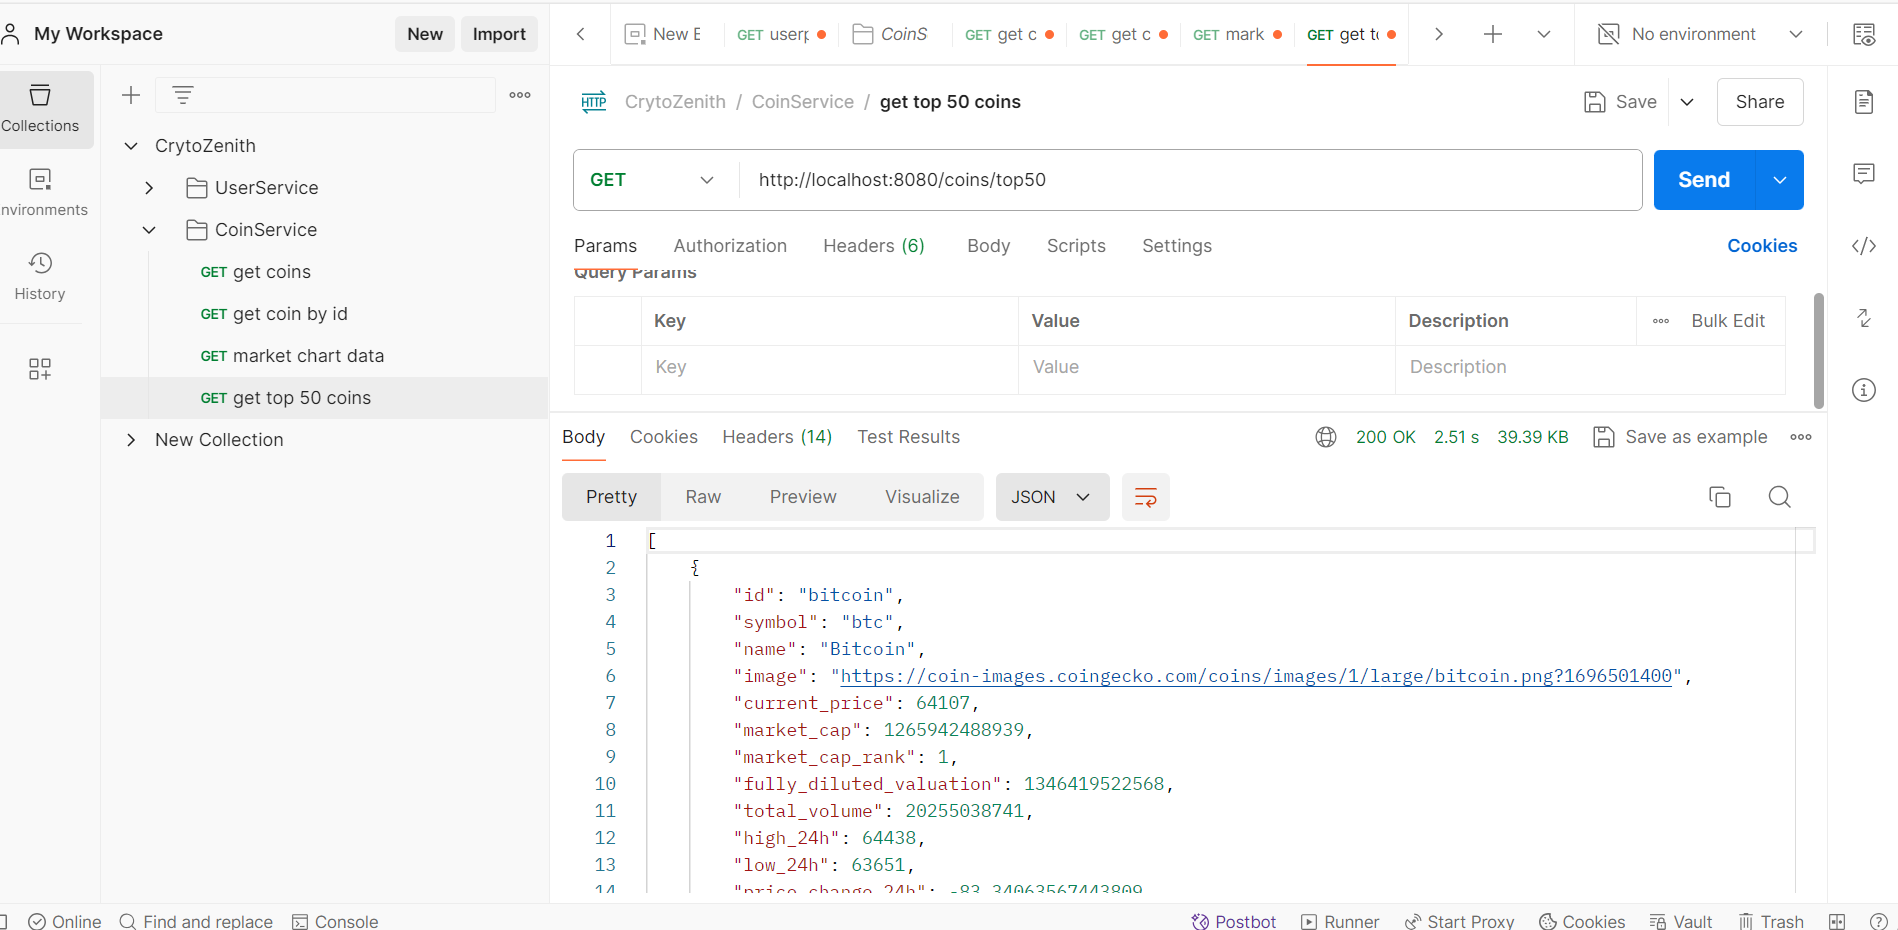 My Workspace
New
Import
New E
GET userp
CoinS
GET get c
GET get c
GET mark
GET get to
No environment
Collections
nvironments
History
CrytoZenith
UserService
CoinService
GET get coins
GET get coin by id
GET market chart data
GET get top 50 coins
New Collection
HTTP
CrytoZenith / CoinService / get top 50 coins
Save
Share
GET
http://localhost:8080/coins/top50
Send
Params
Authorization
Headers (6)
Body
Scripts
Settings
Cookies
Query Params
Key
Value
Description
Bulk Edit
Key
Value
Description
Body
Cookies
Headers (14)
Test Results
200 OK
2.51 s
39.39 KB
Save as example
Pretty
Raw
Preview
Visualize
JSON
1 [
2 {
3 "id": "bitcoin",
4 "symbol": "btc",
5 "name": "Bitcoin",
6 "image": "https://coin-images.coingecko.com/coins/images/1/large/bitcoin.png?1696501400",
7 "current_price": 64107,
8 "market_cap": 1265942488939,
9 "market_cap_rank": 1,
10 "fully_diluted_valuation": 1346419522568,
11 "total_volume": 20255038741,
12 "high_24h": 64438,
13 "low_24h": 63651,
14 "price_change_24h": -83.34063567443809
Online
Find and replace
Console
Postbot
Runner
Start Proxy
Cookies
Vault
Trash